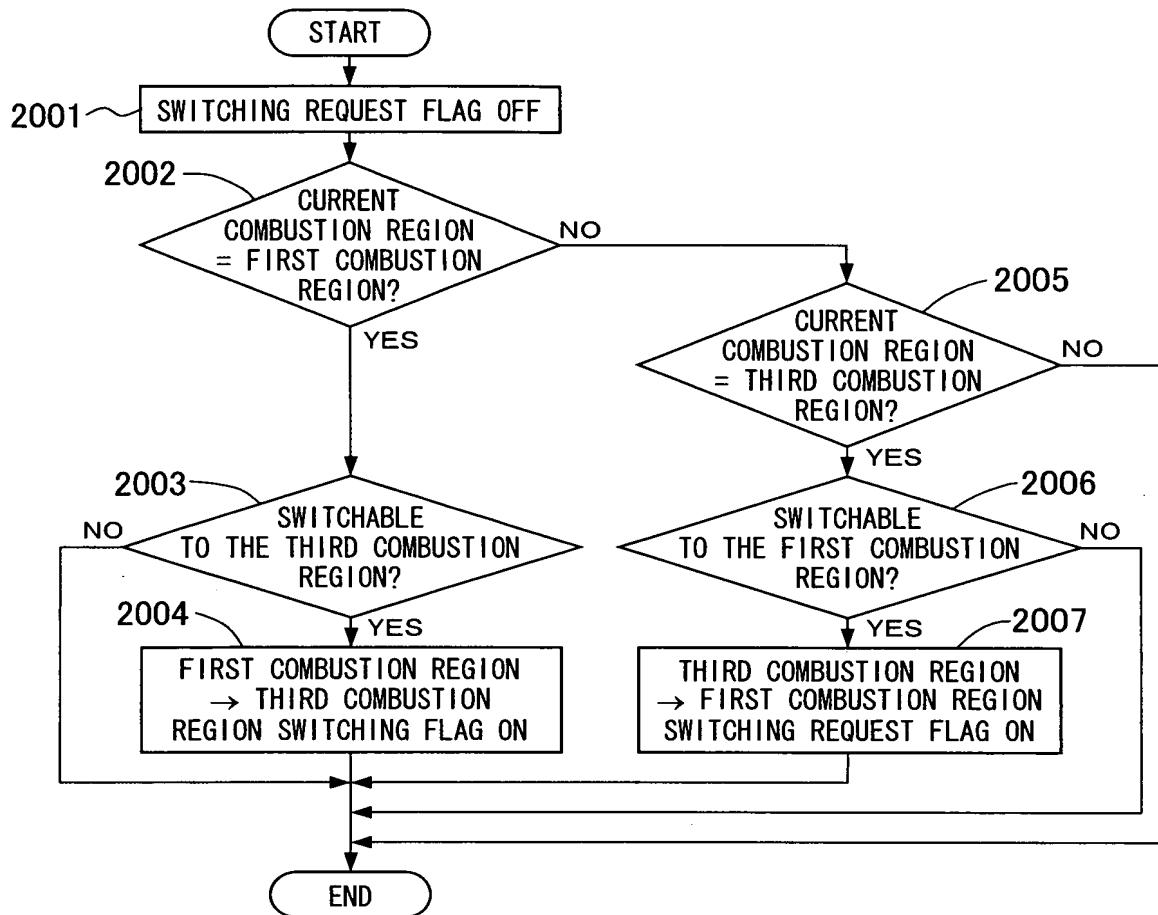 START
2001
SWITCHING REQUEST FLAG OFF
2002
CURRENT
COMBUSTION REGION
= FIRST COMBUSTION
REGION?
NO
YES
2005
CURRENT
COMBUSTION REGION
= THIRD COMBUSTION
REGION?
NO
YES
2003
SWITCHABLE
TO THE THIRD COMBUSTION
REGION?
NO
YES
2006
SWITCHABLE
TO THE FIRST COMBUSTION
REGION?
NO
YES
2004
FIRST COMBUSTION REGION
→ THIRD COMBUSTION
REGION SWITCHING FLAG ON
2007
THIRD COMBUSTION REGION
→ FIRST COMBUSTION REGION
SWITCHING REQUEST FLAG ON
END